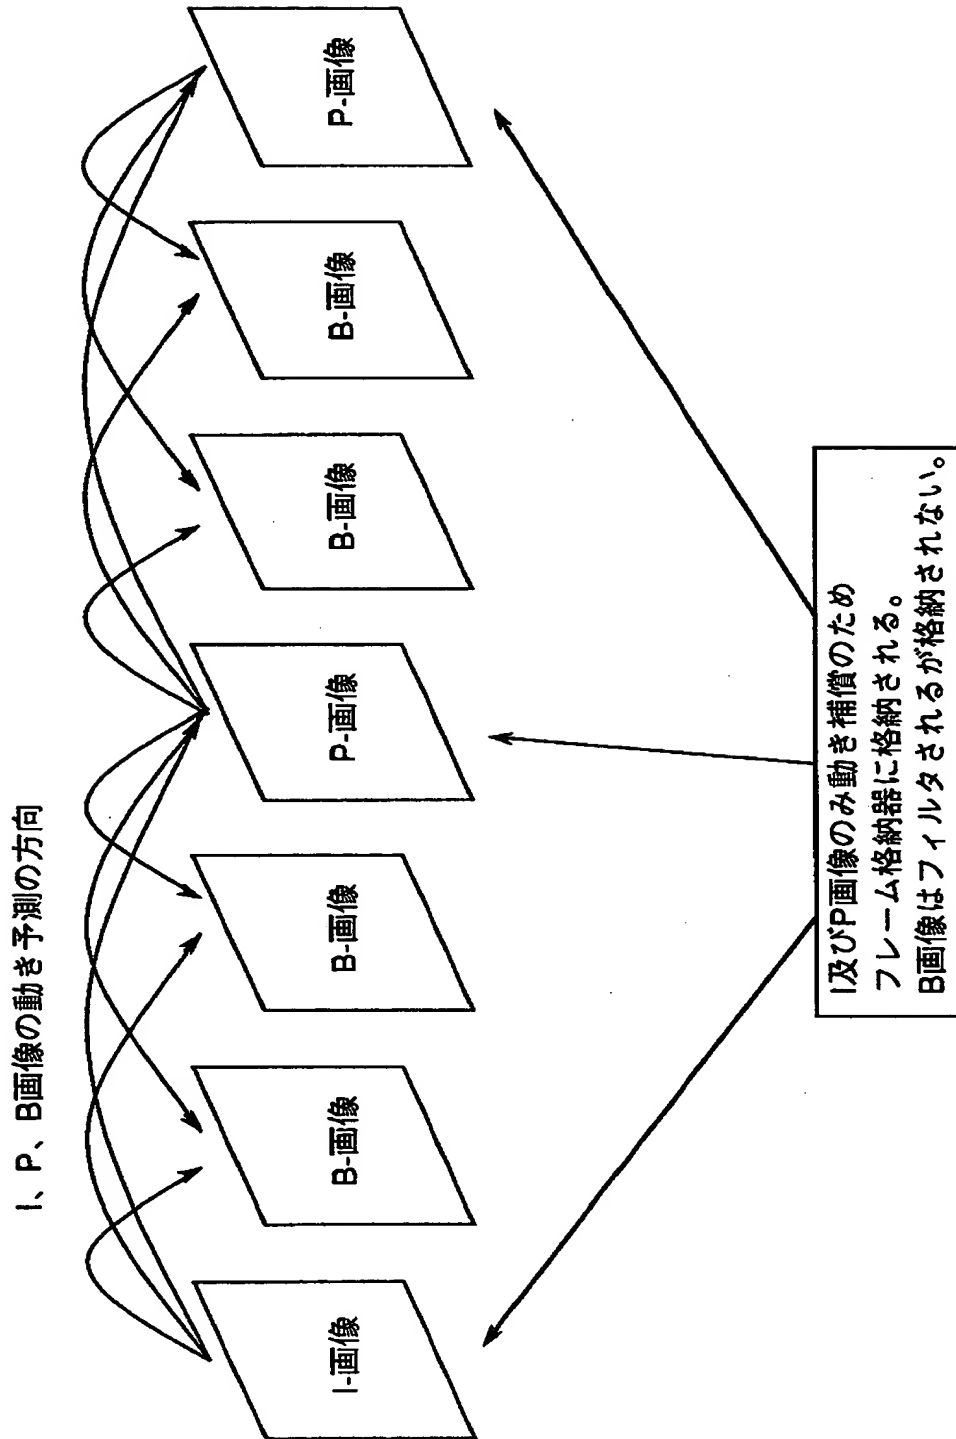 I、P、B画像の動き予測の方向
I-画像
B-画像
B-画像
P-画像
B-画像
B-画像
P-画像
I及びP画像のみ動き補償のため
フレーム格納器に格納される。
B画像はフィルタされるが格納されない。